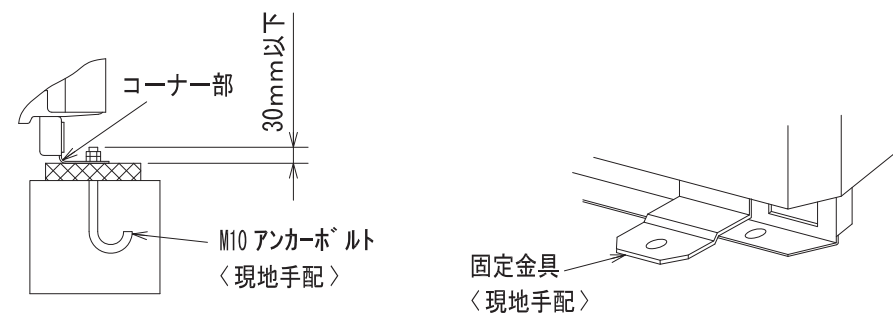 コーナー部
30mm以下
M10 アンカーボルト
〈現地手配〉
固定金具
〈現地手配〉